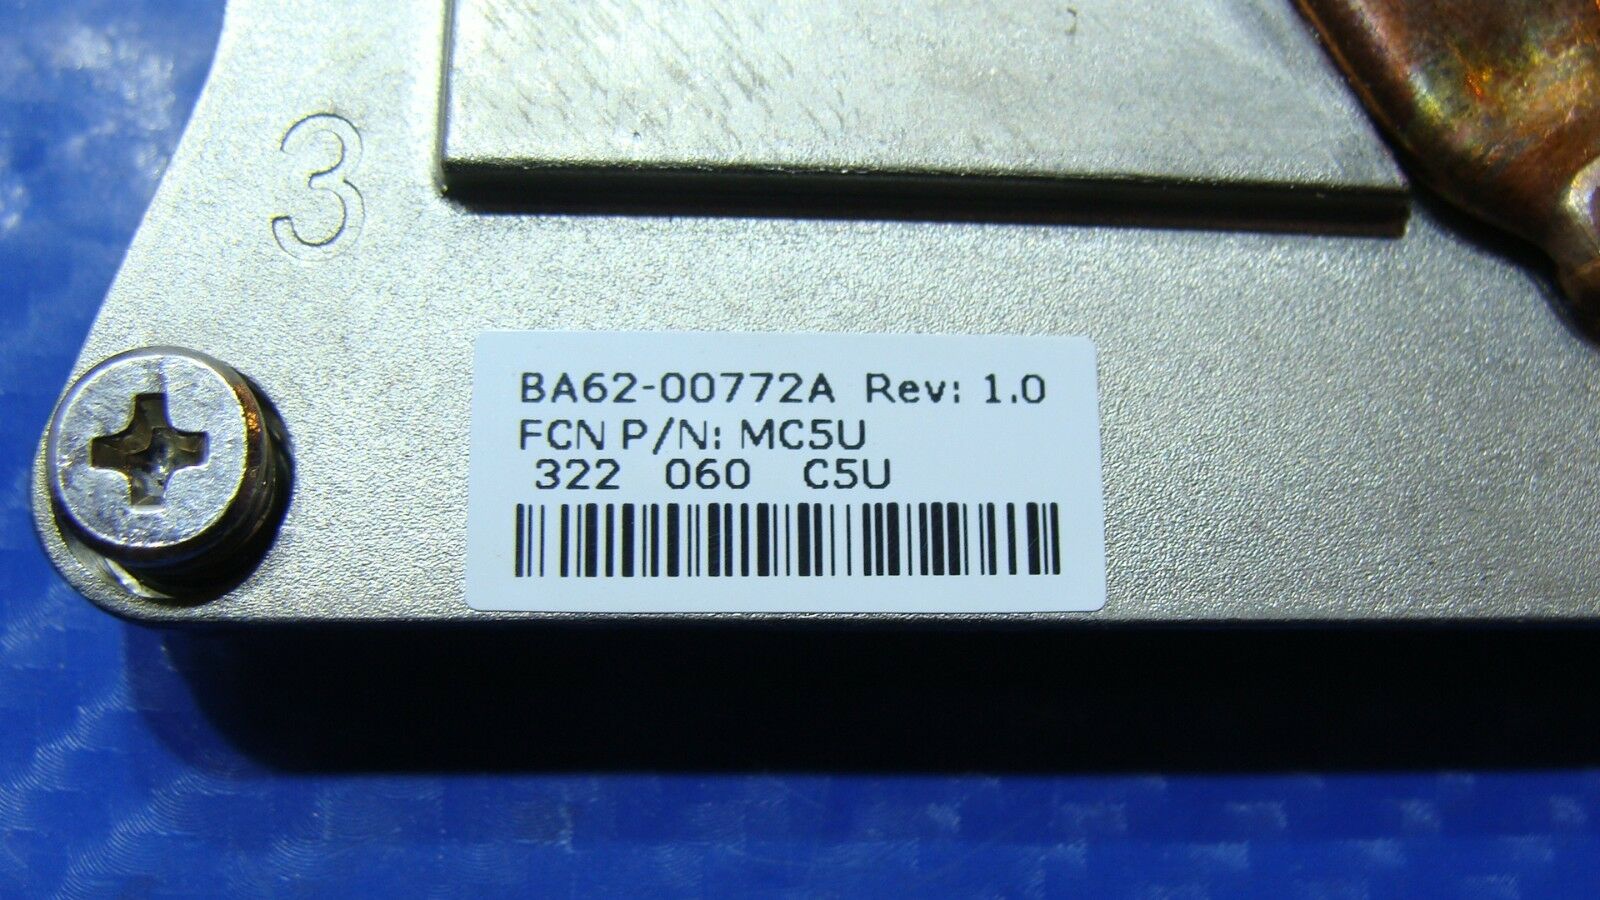 3
BA62-00772A Rev: 1.0
FCN P/N: MC5U
322 060 C5U